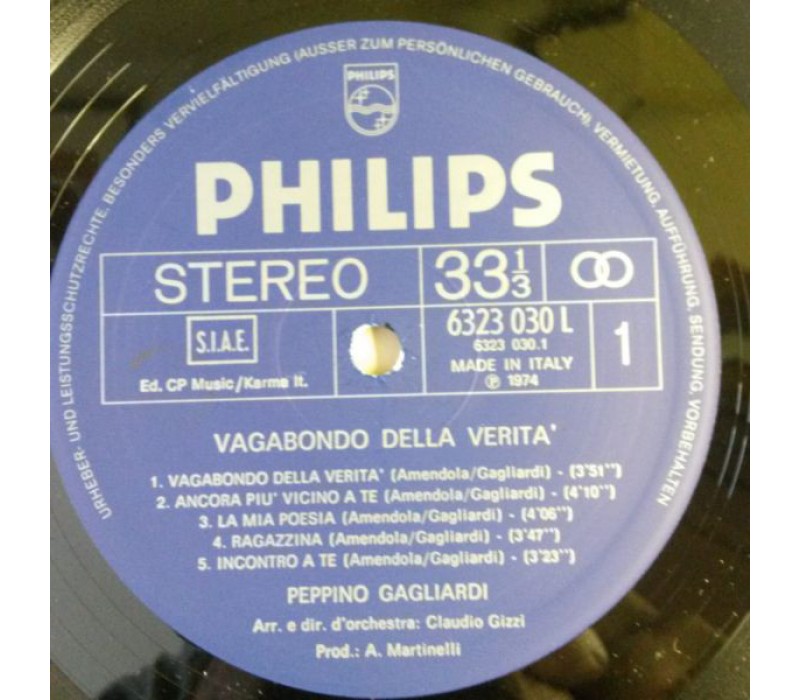 URHEBER- UND LEISTUNGSSCHUTZRECHTE, BESONDERS VERVIELFÄLTIGUNG (AUSSER ZUM PERSÖNLICHEN GEBRAUCH), VERMIETUNG, AUFFÜHRUNG, SENDUNG, VORBEHALTEN
PHILIPS
PHILIPS
STEREO 33 1/3
S.I.A.E.
Ed. CP Music/Karma It.
6323 030 L
6323 030.1
MADE IN ITALY
℗ 1974
1
VAGABONDO DELLA VERITA'
1. VAGABONDO DELLA VERITA' (Amendola/Gagliardi) - (3'51'')
2. ANCORA PIU' VICINO A TE (Amendola/Gagliardi) - (4'10'')
3. LA MIA POESIA (Amendola/Gagliardi) - (4'06'')
4. RAGAZZINA (Amendola/Gagliardi) - (3'47'')
5. INCONTRO A TE (Amendola/Gagliardi) - (3'23'')
PEPPINO GAGLIARDI
Arr. e dir. d'orchestra: Claudio Gizzi
Prod.: A. Martinelli